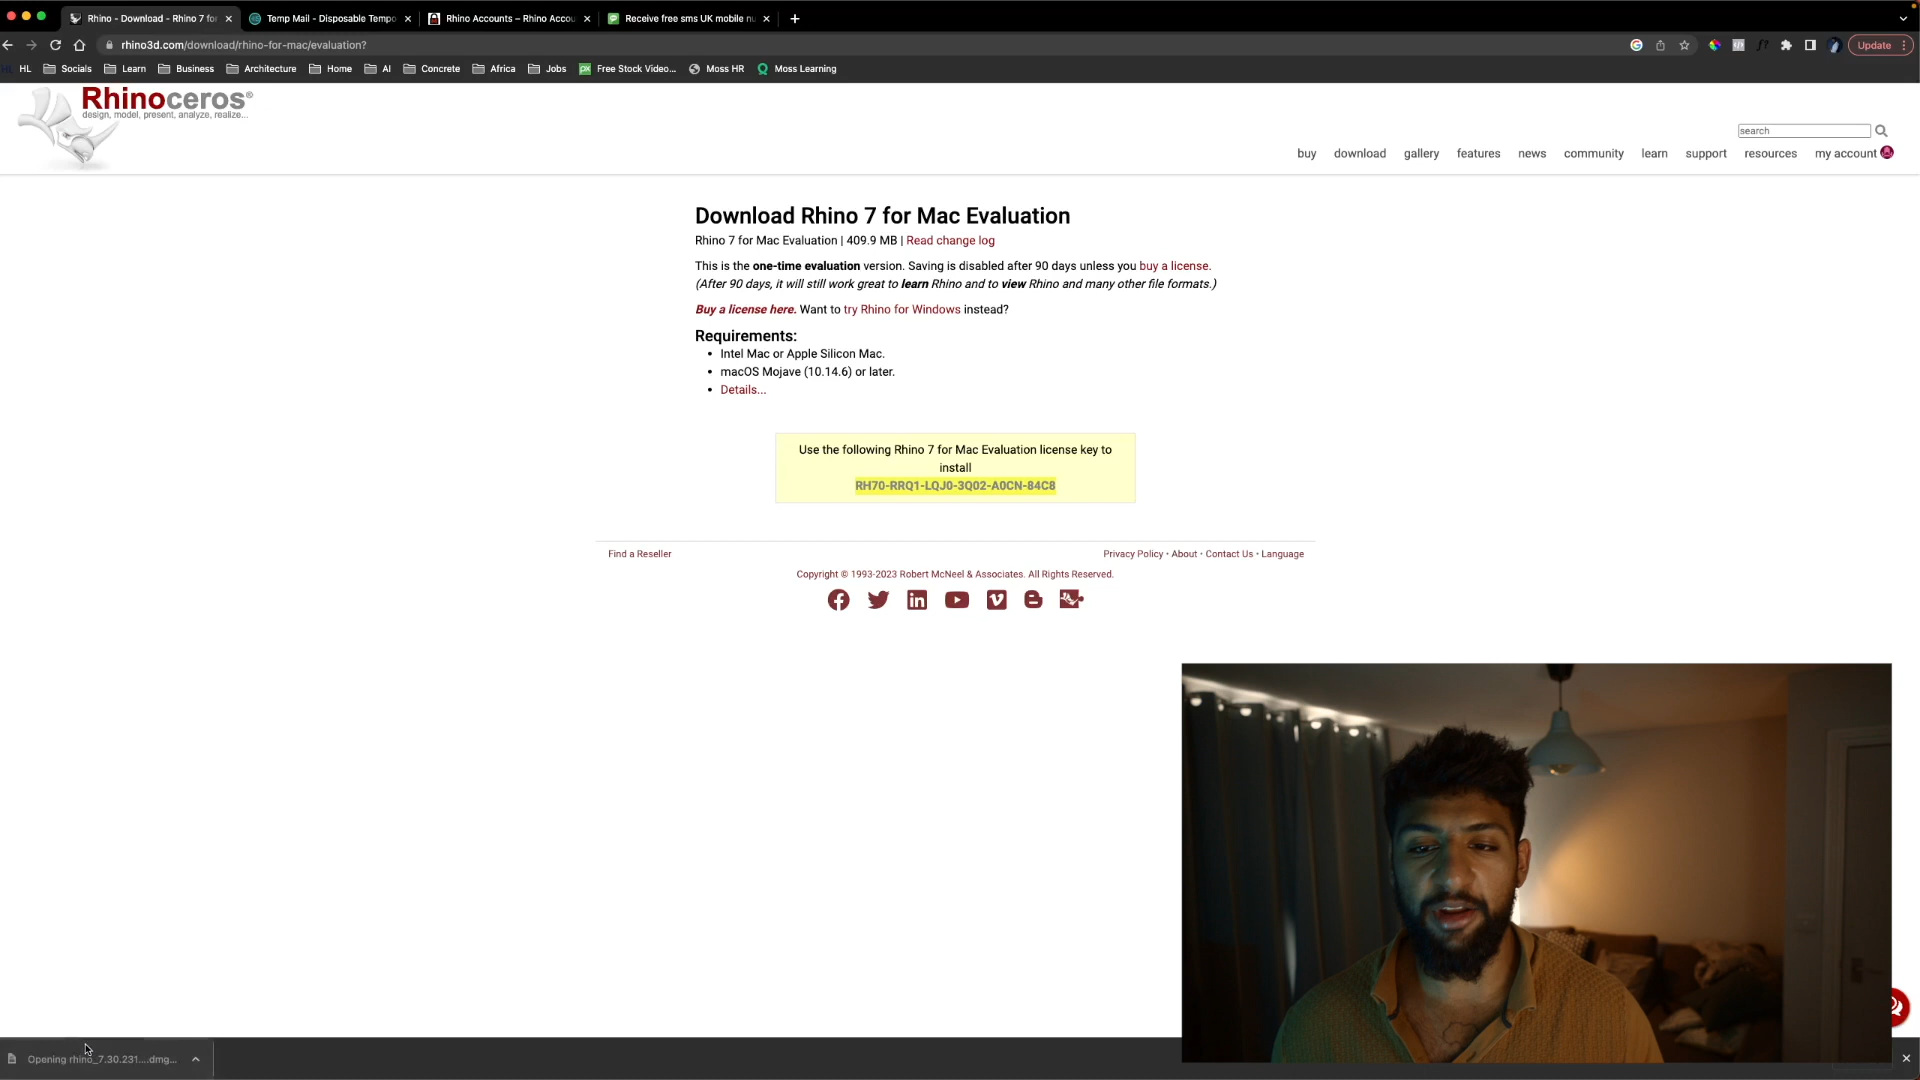 Rhino - Download - Rhino 7 fo
Temp Mail - Disposable Tempo
Rhino Accounts – Rhino Accou
Receive free sms UK mobile nu
rhino3d.com/download/rhino-for-mac/evaluation?
Update
HL
Socials
Learn
Business
Architecture
Home
AI
Concrete
Africa
Jobs
Free Stock Video...
Moss HR
Moss Learning
Rhinoceros®
design, model, present, analyze, realize...
search
buy download gallery features news community learn support resources my account
Download Rhino 7 for Mac Evaluation
Rhino 7 for Mac Evaluation | 409.9 MB | Read change log
This is the one-time evaluation version. Saving is disabled after 90 days unless you buy a license.
(After 90 days, it will still work great to learn Rhino and to view Rhino and many other file formats.)
Buy a license here. Want to try Rhino for Windows instead?
Requirements:
• Intel Mac or Apple Silicon Mac.
• macOS Mojave (10.14.6) or later.
• Details...
Use the following Rhino 7 for Mac Evaluation license key to
install
RH70-RRQ1-LQJ0-3Q02-A0CN-84C8
Find a Reseller
Privacy Policy • About • Contact Us • Language
Copyright © 1993-2023 Robert McNeel & Associates. All Rights Reserved.
Opening rhino_7.30.231....dmg...